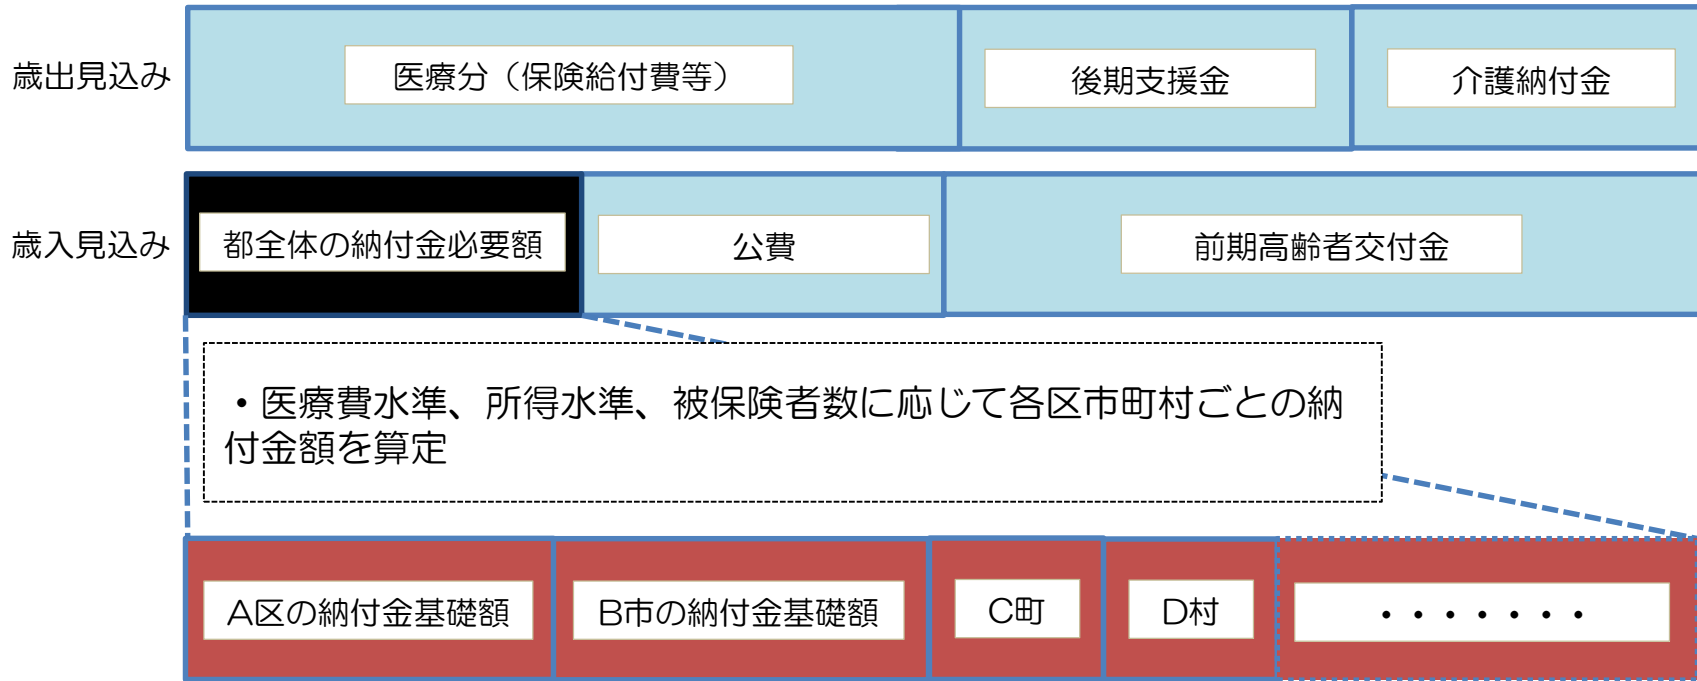 歳出見込み
医療分（保険給付費等）
後期支援金
介護納付金
歳入見込み
都全体の納付金必要額
公費
前期高齢者交付金
・医療費水準、所得水準、被保険者数に応じて各区市町村ごとの納
付金額を算定
A区の納付金基礎額
B市の納付金基礎額
C町
D村
・・・・・・・